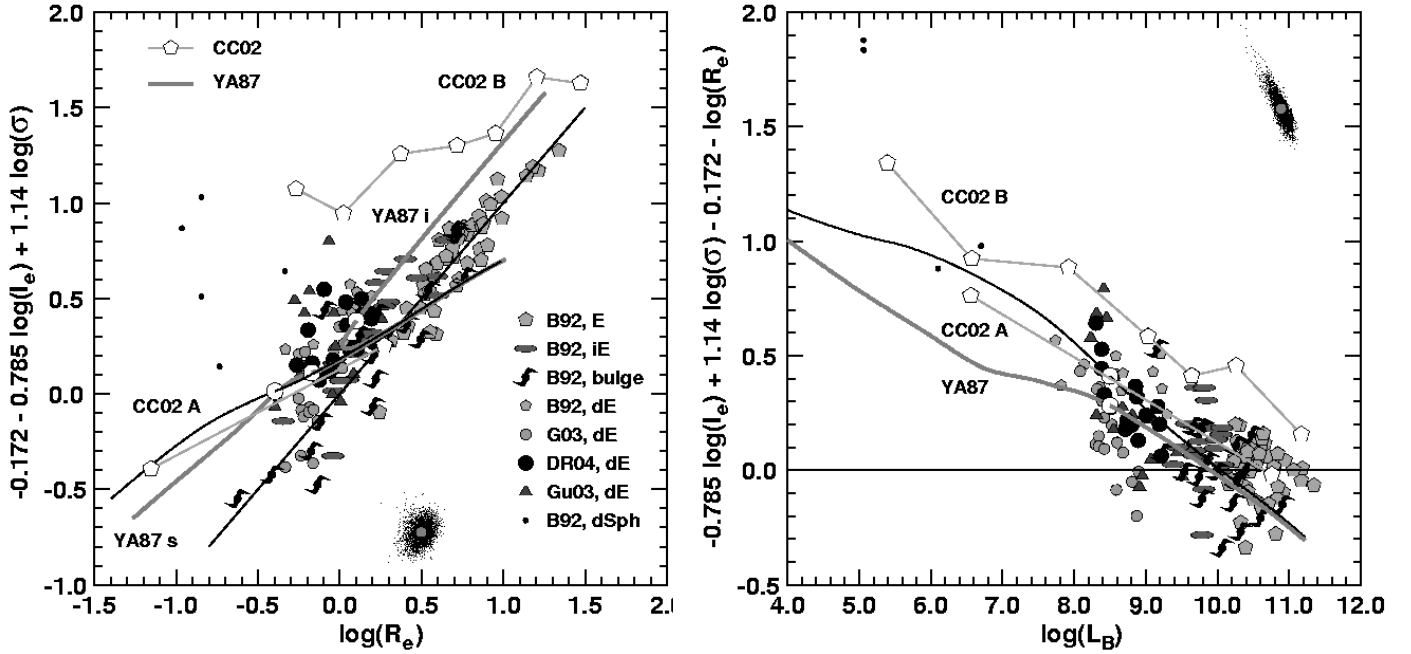 2.0
1.5
1.0
0.5
0.0
-0.5
-1.0
-1.5
-1.0
-0.5
0.0
0.5
1.0
1.5
2.0
log(Re)
-0.172 - 0.785 log(Ie) + 1.14 log(σ)
CC02
YA87
CC02 B
YA87 i
CC02 A
YA87 s
B92, E
B92, iE
B92, bulge
B92, dE
G03, dE
DR04, dE
Gu03, dE
B92, dSph
2.0
1.5
1.0
0.5
0.0
-0.5
4.0
5.0
6.0
7.0
8.0
9.0
10.0
11.0
12.0
log(LB)
-0.785 log(Ie) + 1.14 log(σ) - 0.172 - log(Re)
CC02 B
CC02 A
YA87